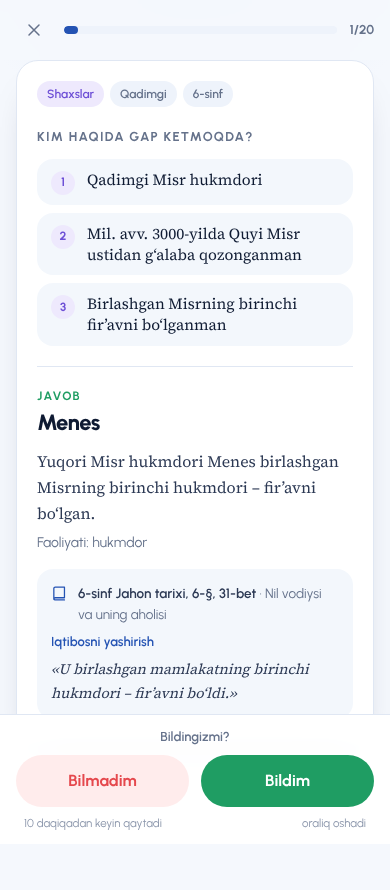 1/20
Shaxslar Qadimgi 6-sinf
KIM HAQIDA GAP KETMOQDA?
1 Qadimgi Misr hukmdori
2 Mil. avv. 3000-yilda Quyi Misr
ustidan g‘alaba qozonganman
3 Birlashgan Misrning birinchi
fir’avni bo‘lganman
JAVOB
Menes
Yuqori Misr hukmdori Menes birlashgan
Misrning birinchi hukmdori – fir’avni
bo‘lgan.
Faoliyati: hukmdor
6-sinf Jahon tarixi, 6-§, 31-bet · Nil vodiysi
va uning aholisi
Iqtibosni yashirish
«U birlashgan mamlakatning birinchi
hukmdori – fir’avni bo‘ldi.»
Bildingizmi?
Bilmadim Bildim
10 daqiqadan keyin qaytadi oraliq oshadi